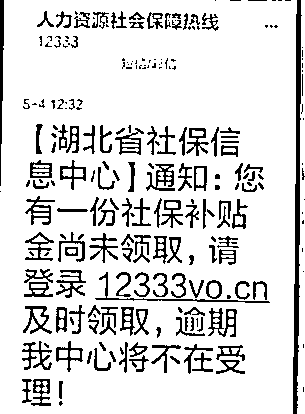 人力资源社会保障热线
12333
短信/彩信
5-4 12:32
【湖北省社保信
息中心】通知：您
有一份社保补贴
金尚未领取，请
登录 12333vo.cn
及时领取，逾期
我中心将不在受
理！